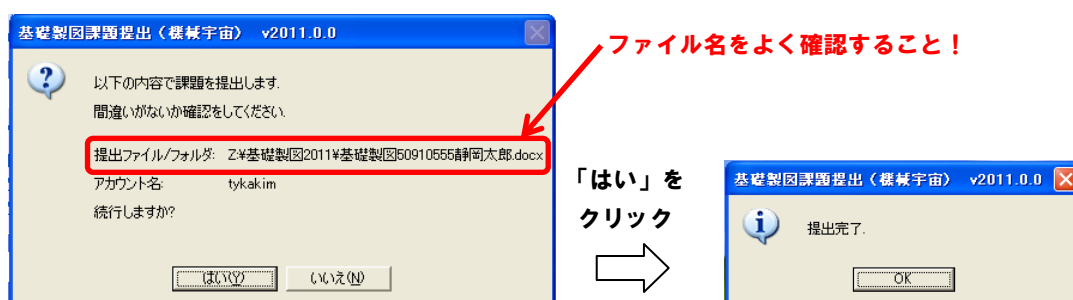 基礎製図課題提出（機械宇宙） v2011.0.0
ファイル名をよく確認すること！
以下の内容で課題を提出します.
間違いがないか確認をしてください.
提出ファイル/フォルダ: Z:¥基礎製図2011¥基礎製図50910555静岡太郎.docx
アカウント名: tykakim
続行しますか?
はい(Y) いいえ(N)
「はい」を
クリック
基礎製図課題提出（機械宇宙） v2011.0.0
提出完了.
OK